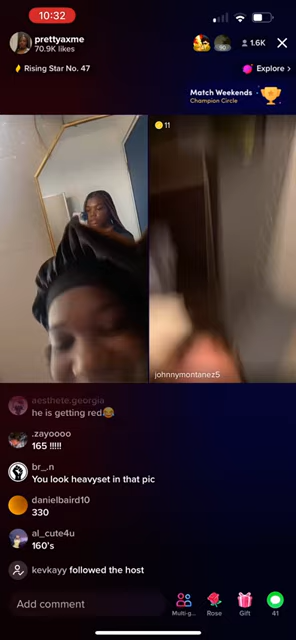 10:32
prettyaxme
70.9K likes
1.6K
Rising Star No. 47
Explore >
Match Weekends
Champion Circle
11
johnnymontanez5
aesthete.georgia
he is getting red😂
.zayoooo
165 !!!!!
br_.n
You look heavyset in that pic
danielbaird10
330
al_cute4u
160's
kevkayy followed the host
Add comment
Multi-g...
Rose
Gift
41